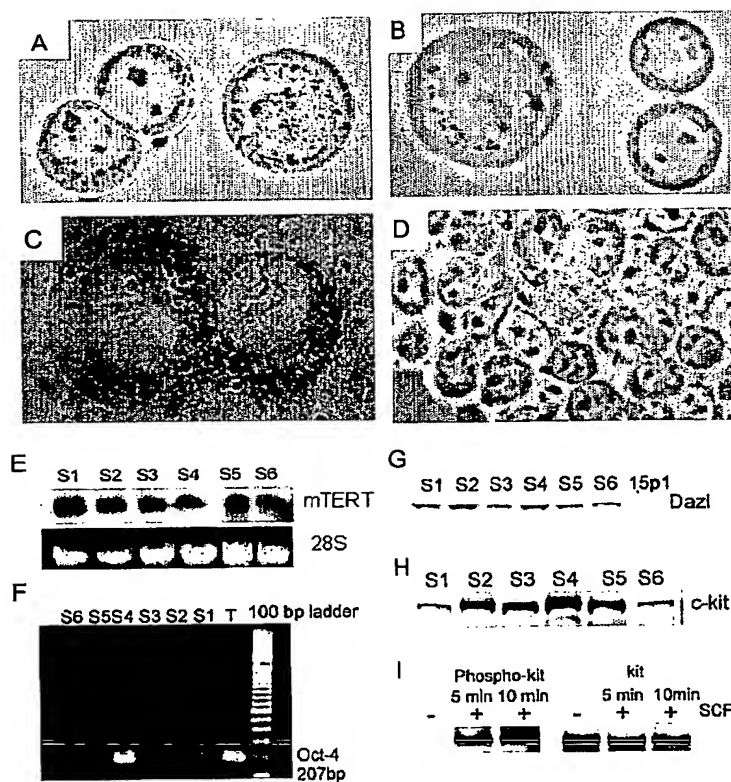 A
B
C
D
E
S1 S2 S3 S4 S5 S6
mTERT
28S
F
S6 S5S4 S3 S2 S1 T 100 bp ladder
Oct-4
207bp
G
S1 S2 S3 S4 S5 S6 15p1
Dazl
H
S1 S2 S3 S4 S5 S6
c-kit
I
Phospho-kit kit
5 min 10 min 5 min 10min
- + + - + + SCF